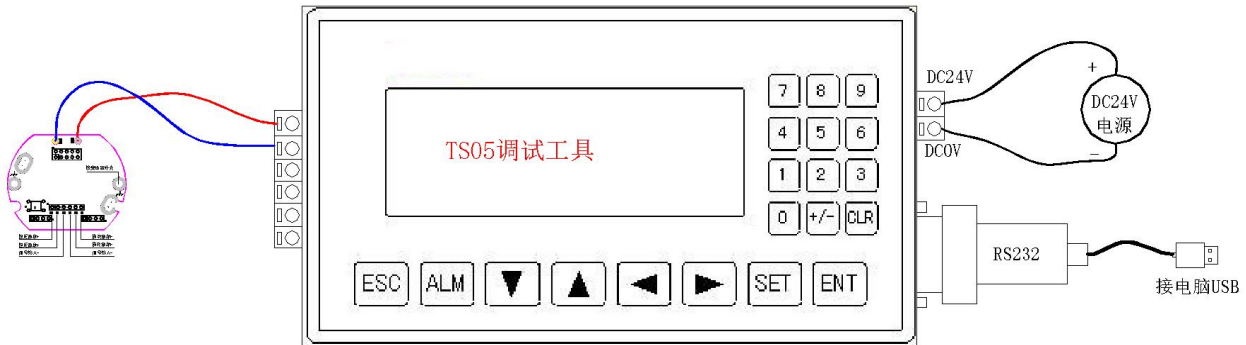 TS05调试工具
7 8 9
4 5 6
1 2 3
0 +/- CLR
ESC ALM SET ENT
DC24V
DC0V
+
DC24V
电源
-
RS232
接电脑USB